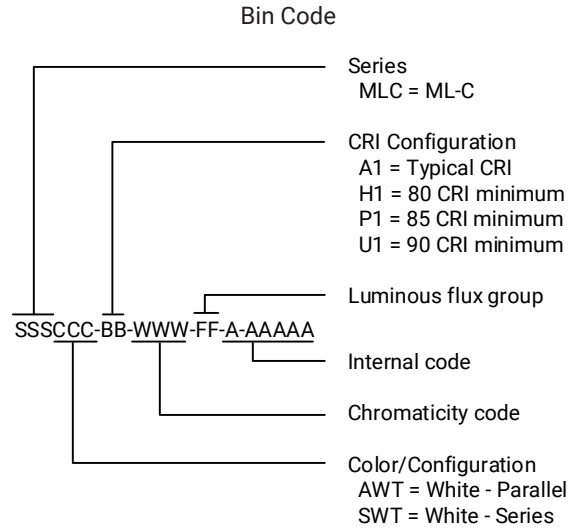 Bin Code
Series
MLC = ML-C
CRI Configuration
A1 = Typical CRI
H1 = 80 CRI minimum
P1 = 85 CRI minimum
U1 = 90 CRI minimum
Luminous flux group
SSSCCC-BB-WWW-FF-A-AAAAA
Internal code
Chromaticity code
Color/Configuration
AWT = White - Parallel
SWT = White - Series